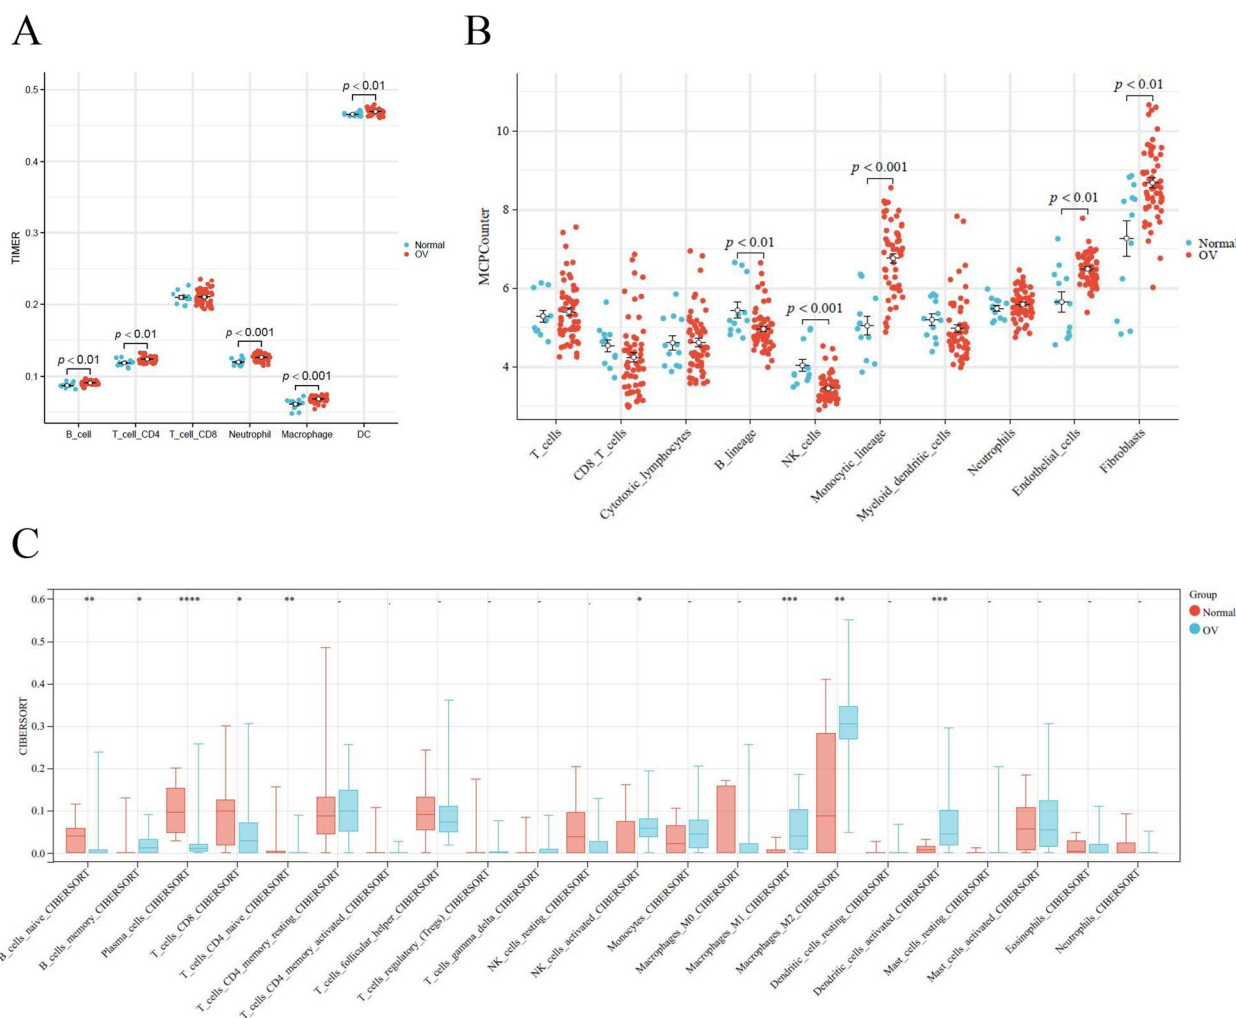 A
B
p < 0.01
0.5
0.4
0.3
0.2
0.1
TIMER
p < 0.01
p < 0.01
p < 0.001
p < 0.001
B_cell
T_cell_CD4
T_cell_CD8
Neutrophil
Macrophage
DC
Normal
OV
p < 0.01
10
8
6
4
MCPCounter
p < 0.001
p < 0.01
p < 0.01
p < 0.001
Normal
OV
T_cells
CD8_T_cells
Cytotoxic_lymphocytes
B_lineage
NK_cells
Monocytic_lineage
Myeloid_dendritic_cells
Neutrophils
Endothelial_cells
Fibroblasts
C
0.6
0.5
0.4
0.3
0.2
0.1
0.0
CIBERSORT
** * **** * ** - - - - - - * - - *** ** - *** - - - -
Group
Normal
OV
B_cells_naive_CIBERSORT
B_cells_memory_CIBERSORT
Plasma_cells_CIBERSORT
T_cells_CD8_CIBERSORT
T_cells_CD4_naive_CIBERSORT
T_cells_CD4_memory_resting_CIBERSORT
T_cells_CD4_memory_activated_CIBERSORT
T_cells_follicular_helper_CIBERSORT
T_cells_regulatory_(Tregs)_CIBERSORT
T_cells_gamma_delta_CIBERSORT
NK_cells_resting_CIBERSORT
NK_cells_activated_CIBERSORT
Monocytes_CIBERSORT
Macrophages_M0_CIBERSORT
Macrophages_M1_CIBERSORT
Macrophages_M2_CIBERSORT
Dendritic_cells_resting_CIBERSORT
Dendritic_cells_activated_CIBERSORT
Mast_cells_resting_CIBERSORT
Mast_cells_activated_CIBERSORT
Eosinophils_CIBERSORT
Neutrophils_CIBERSORT